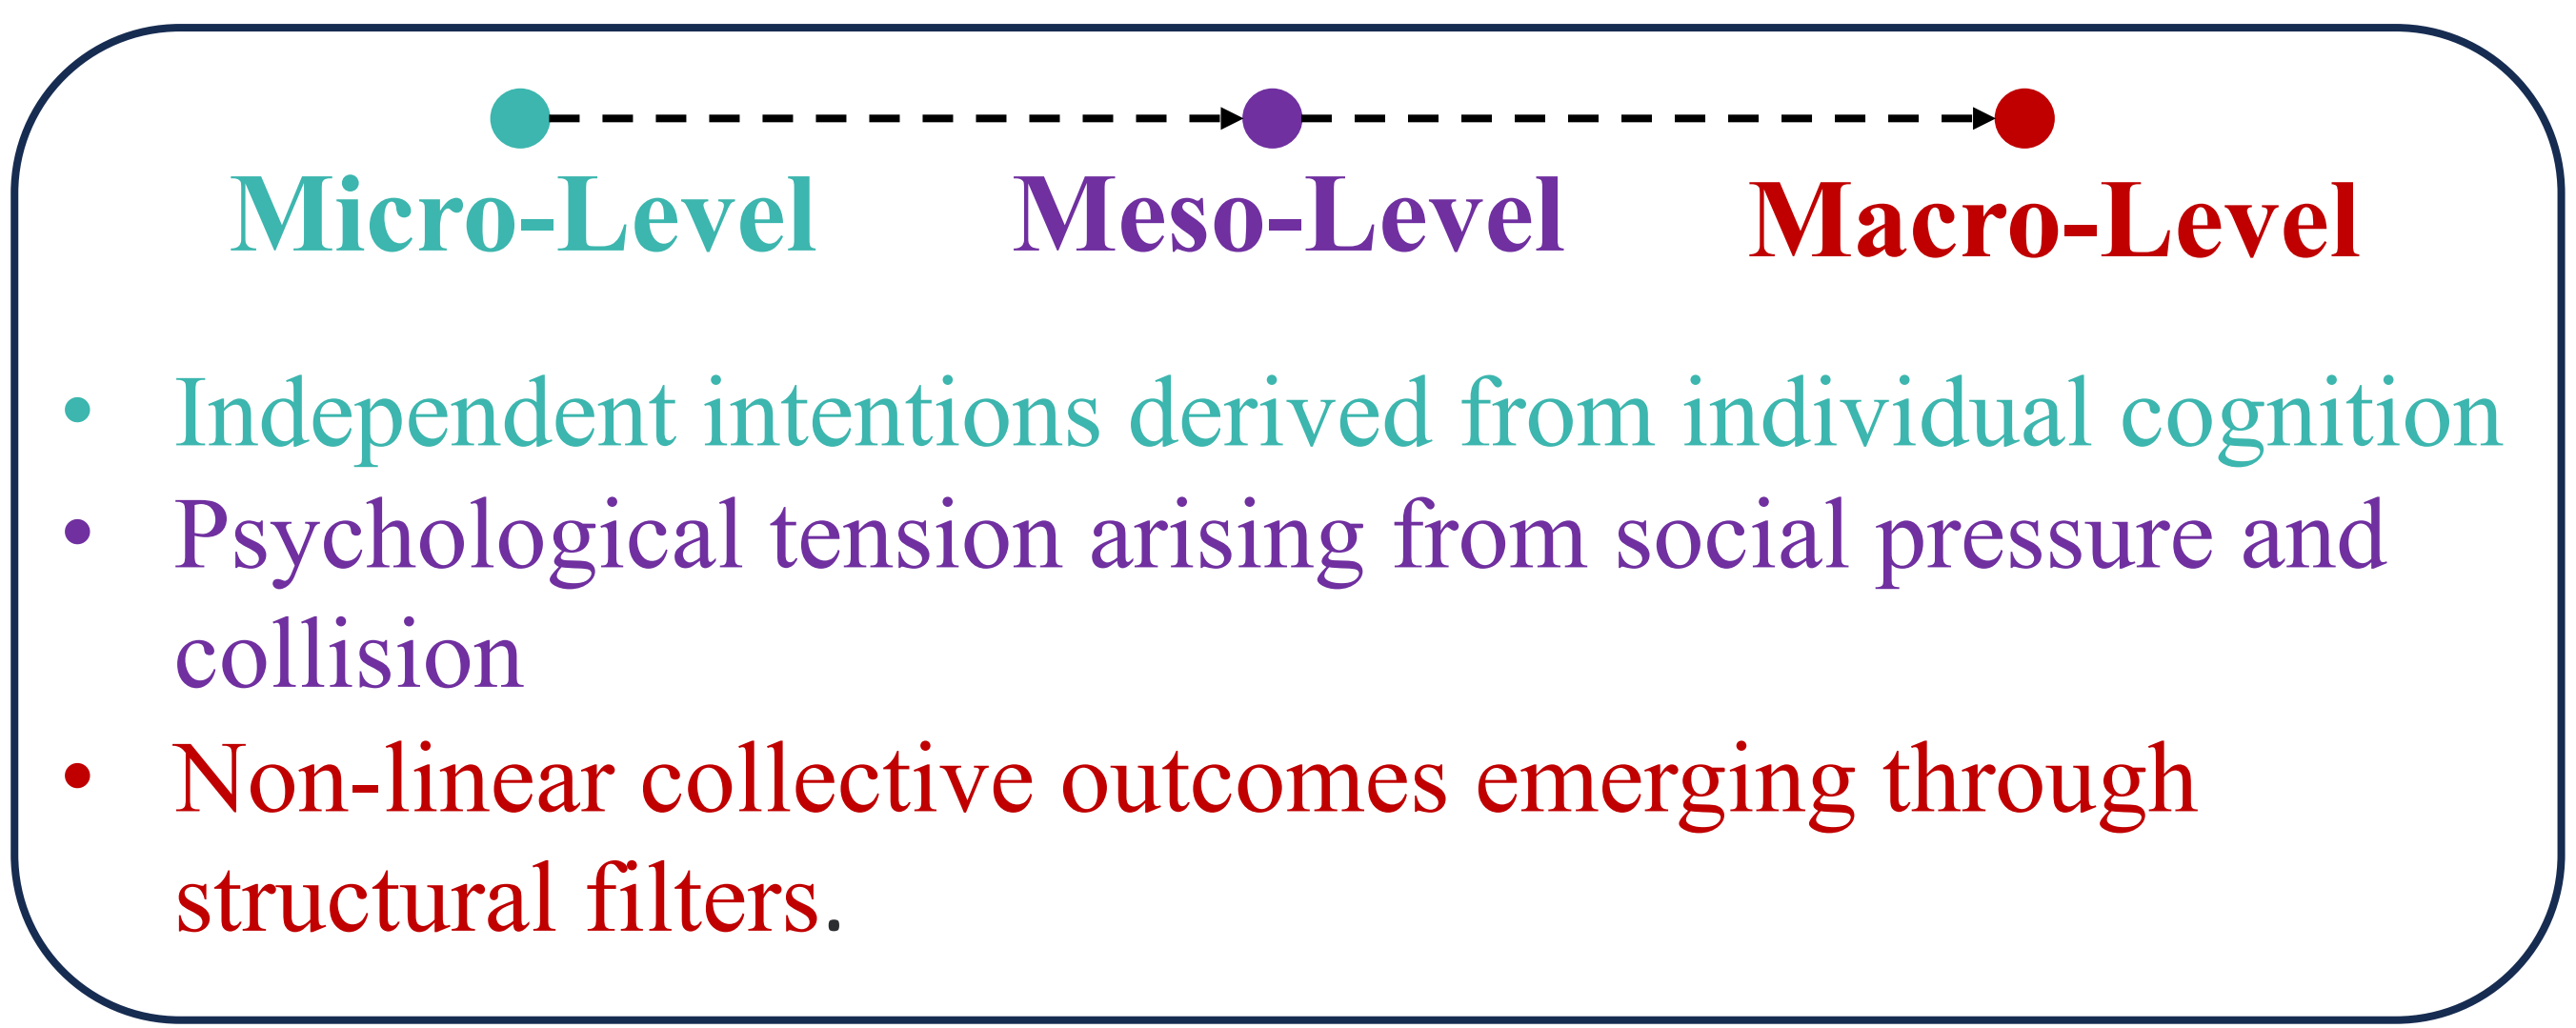 Micro-Level Meso-Level Macro-Level
• Independent intentions derived from individual cognition
• Psychological tension arising from social pressure and
collision
• Non-linear collective outcomes emerging through
structural filters.